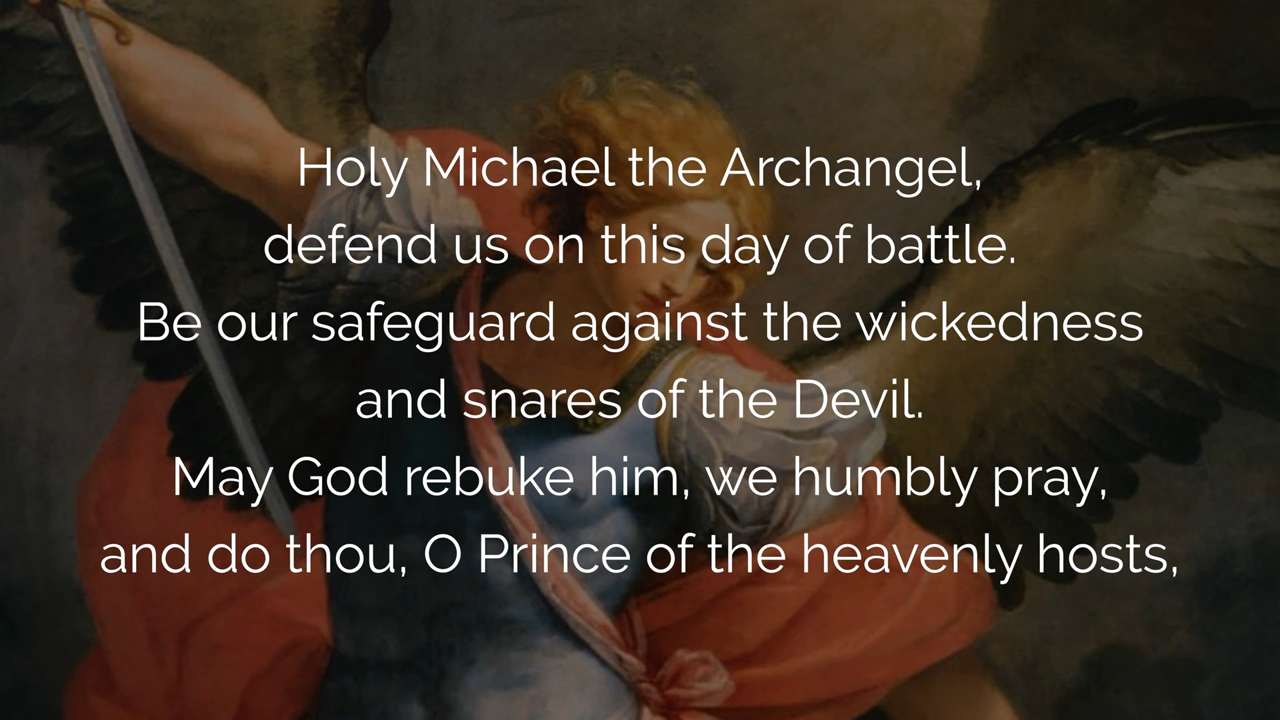 Holy Michael the Archangel,
defend us on this day of battle.
Be our safeguard against the wickedness
and snares of the Devil.
May God rebuke him, we humbly pray,
and do thou, O Prince of the heavenly hosts,